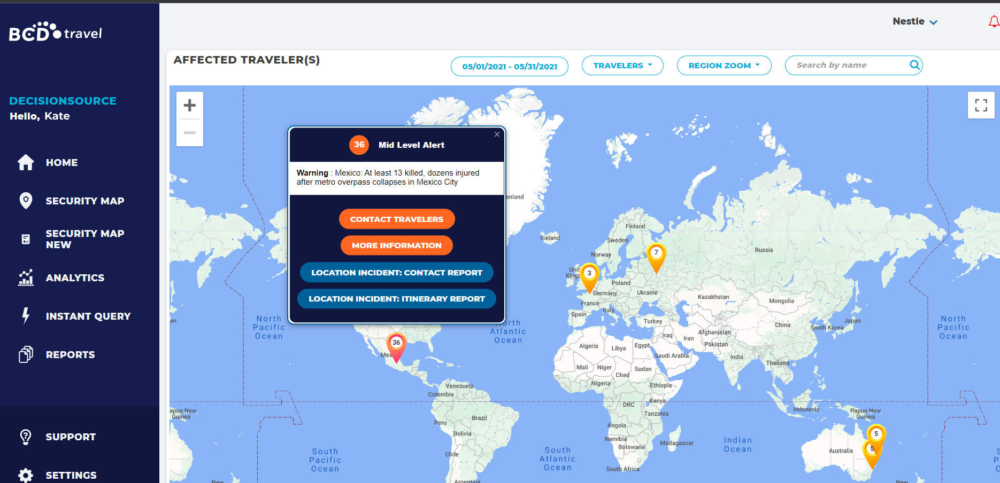 BCD travel
DECISIONSOURCE
Hello, Kate
HOME
SECURITY MAP
SECURITY MAP
NEW
ANALYTICS
INSTANT QUERY
REPORTS
SUPPORT
SETTINGS
Nestle
AFFECTED TRAVELER(S)
05/01/2021 - 05/31/2021
TRAVELERS
REGION ZOOM
Search by name
36 Mid Level Alert
Warning : Mexico: At least 13 killed, dozens injured
after metro overpass collapses in Mexico City
CONTACT TRAVELERS
MORE INFORMATION
LOCATION INCIDENT: CONTACT REPORT
LOCATION INCIDENT: ITINERARY REPORT
enland
Iceland
Finland
Sweden
Norway
Russia
7
3
Unit
Kingd
Poland
Germany
Ukraine
France
Italy
Spain
Turkey
Kazakhstan
Mongolia
China
Japan
South Korea
Afghanistan
Iraq
Iran
Pakistan
Algeria
Libya
Egypt
Saudi Arabia
India
Thailand
Mali
Niger
Chad
Sudan
Nigeria
Ethiopia
North
Pacific
Ocean
North
Atlantic
Ocean
North
Pacific
Ocean
an
36
Mex
Venezuela
Colombia
Kenya
DRC
Tanzania
Indonesia
Papua New
Guinea
apua New
Guinea
Brazil
Peru
Bolivia
Angola
Namibia
Botswana
Madagascar
Indian
Ocean
5
5
Australia
Chile
South
Pacific
Ocean
South
Atlantic
Ocean
South Africa
Argentina
New
New
S
P
O